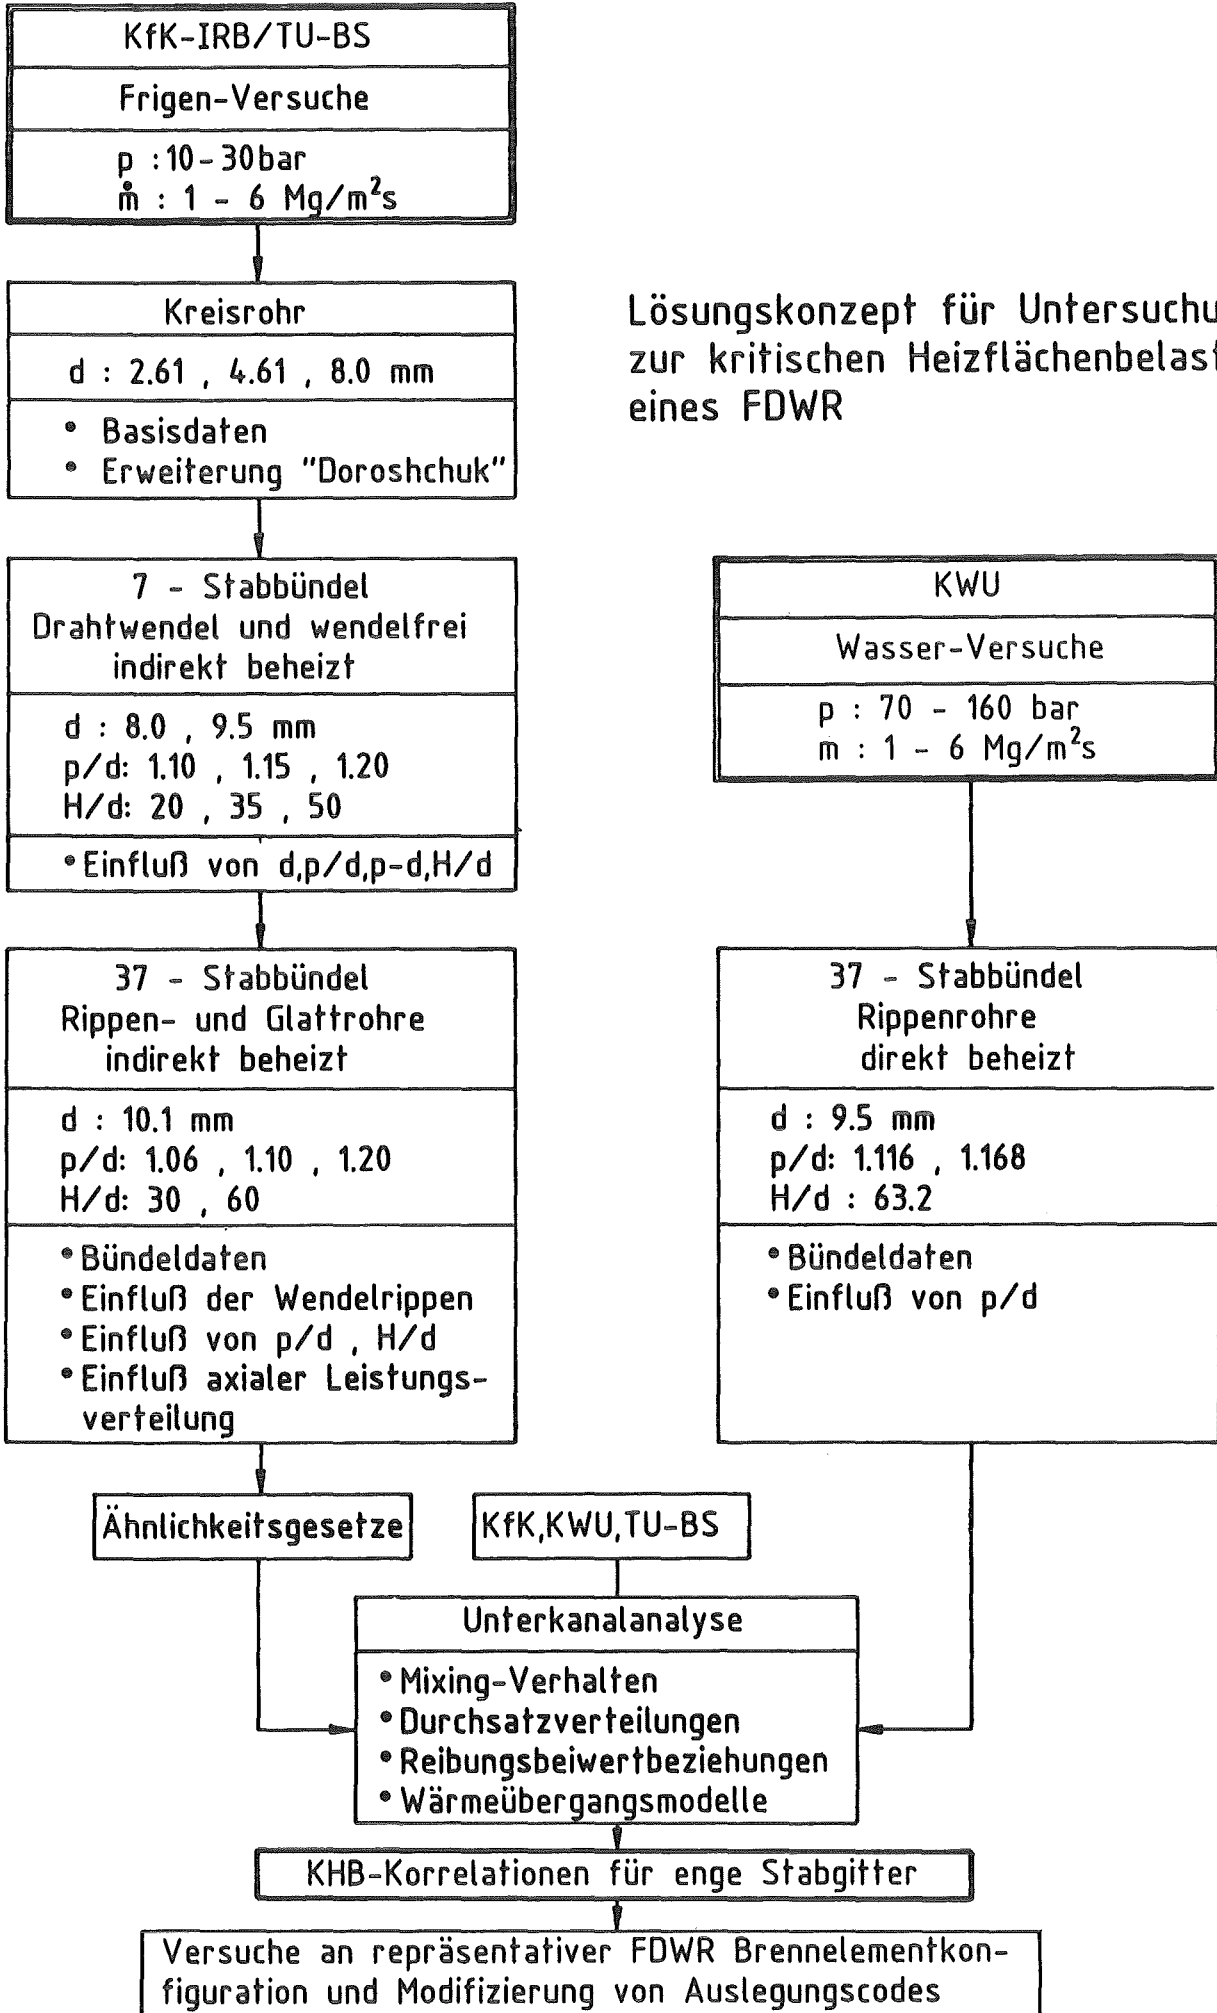 KfK-IRB/TU-BS
Frigen-Versuche
p : 10 - 30 bar
ṁ : 1 - 6 Mg/m²s
Kreisrohr
d : 2.61 , 4.61 , 8.0 mm
• Basisdaten
• Erweiterung "Doroshchuk"
Lösungskonzept für Untersuchu
zur kritischen Heizflächenbelast
eines FDWR
7 - Stabbündel
Drahtwendel und wendelfrei
indirekt beheizt
d : 8.0 , 9.5 mm
p/d: 1.10 , 1.15 , 1.20
H/d: 20 , 35 , 50
• Einfluß von d,p/d,p-d,H/d
KWU
Wasser-Versuche
p : 70 - 160 bar
m : 1 - 6 Mg/m²s
37 - Stabbündel
Rippen- und Glattrohre
indirekt beheizt
d : 10.1 mm
p/d: 1.06 , 1.10 , 1.20
H/d: 30 , 60
• Bündeldaten
• Einfluß der Wendelrippen
• Einfluß von p/d , H/d
• Einfluß axialer Leistungs-
verteilung
37 - Stabbündel
Rippenrohre
direkt beheizt
d : 9.5 mm
p/d: 1.116 , 1.168
H/d : 63.2
• Bündeldaten
• Einfluß von p/d
Ähnlichkeitsgesetze
KfK,KWU,TU-BS
Unterkanalanalyse
• Mixing-Verhalten
• Durchsatzverteilungen
• Reibungsbeiwertbeziehungen
• Wärmeübergangsmodelle
KHB-Korrelationen für enge Stabgitter
Versuche an repräsentativer FDWR Brennelementkon-
figuration und Modifizierung von Auslegungscodes